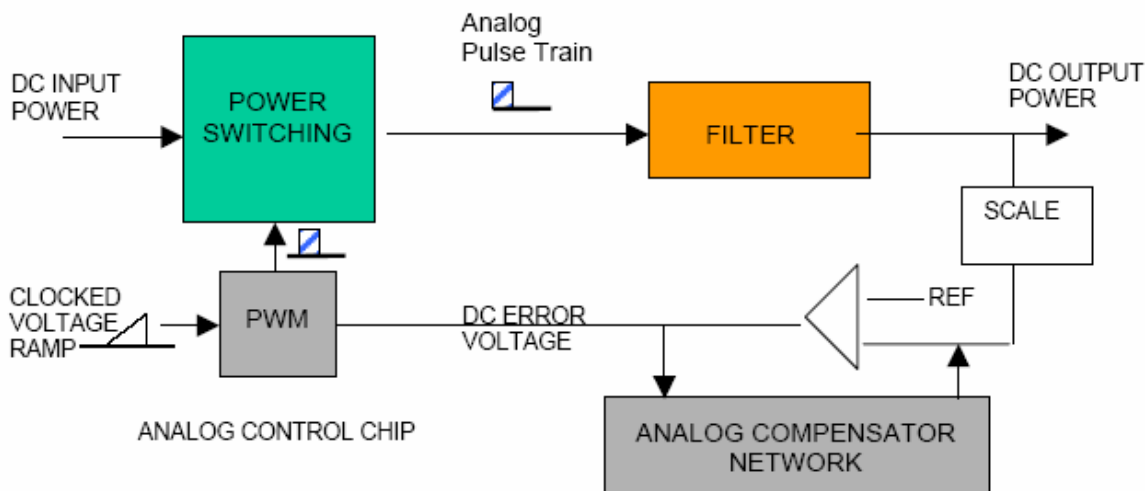 Analog
Pulse Train
DC INPUT
POWER
POWER
SWITCHING
FILTER
DC OUTPUT
POWER
SCALE
CLOCKED
VOLTAGE
RAMP
PWM
DC ERROR
VOLTAGE
REF
ANALOG CONTROL CHIP
ANALOG COMPENSATOR
NETWORK